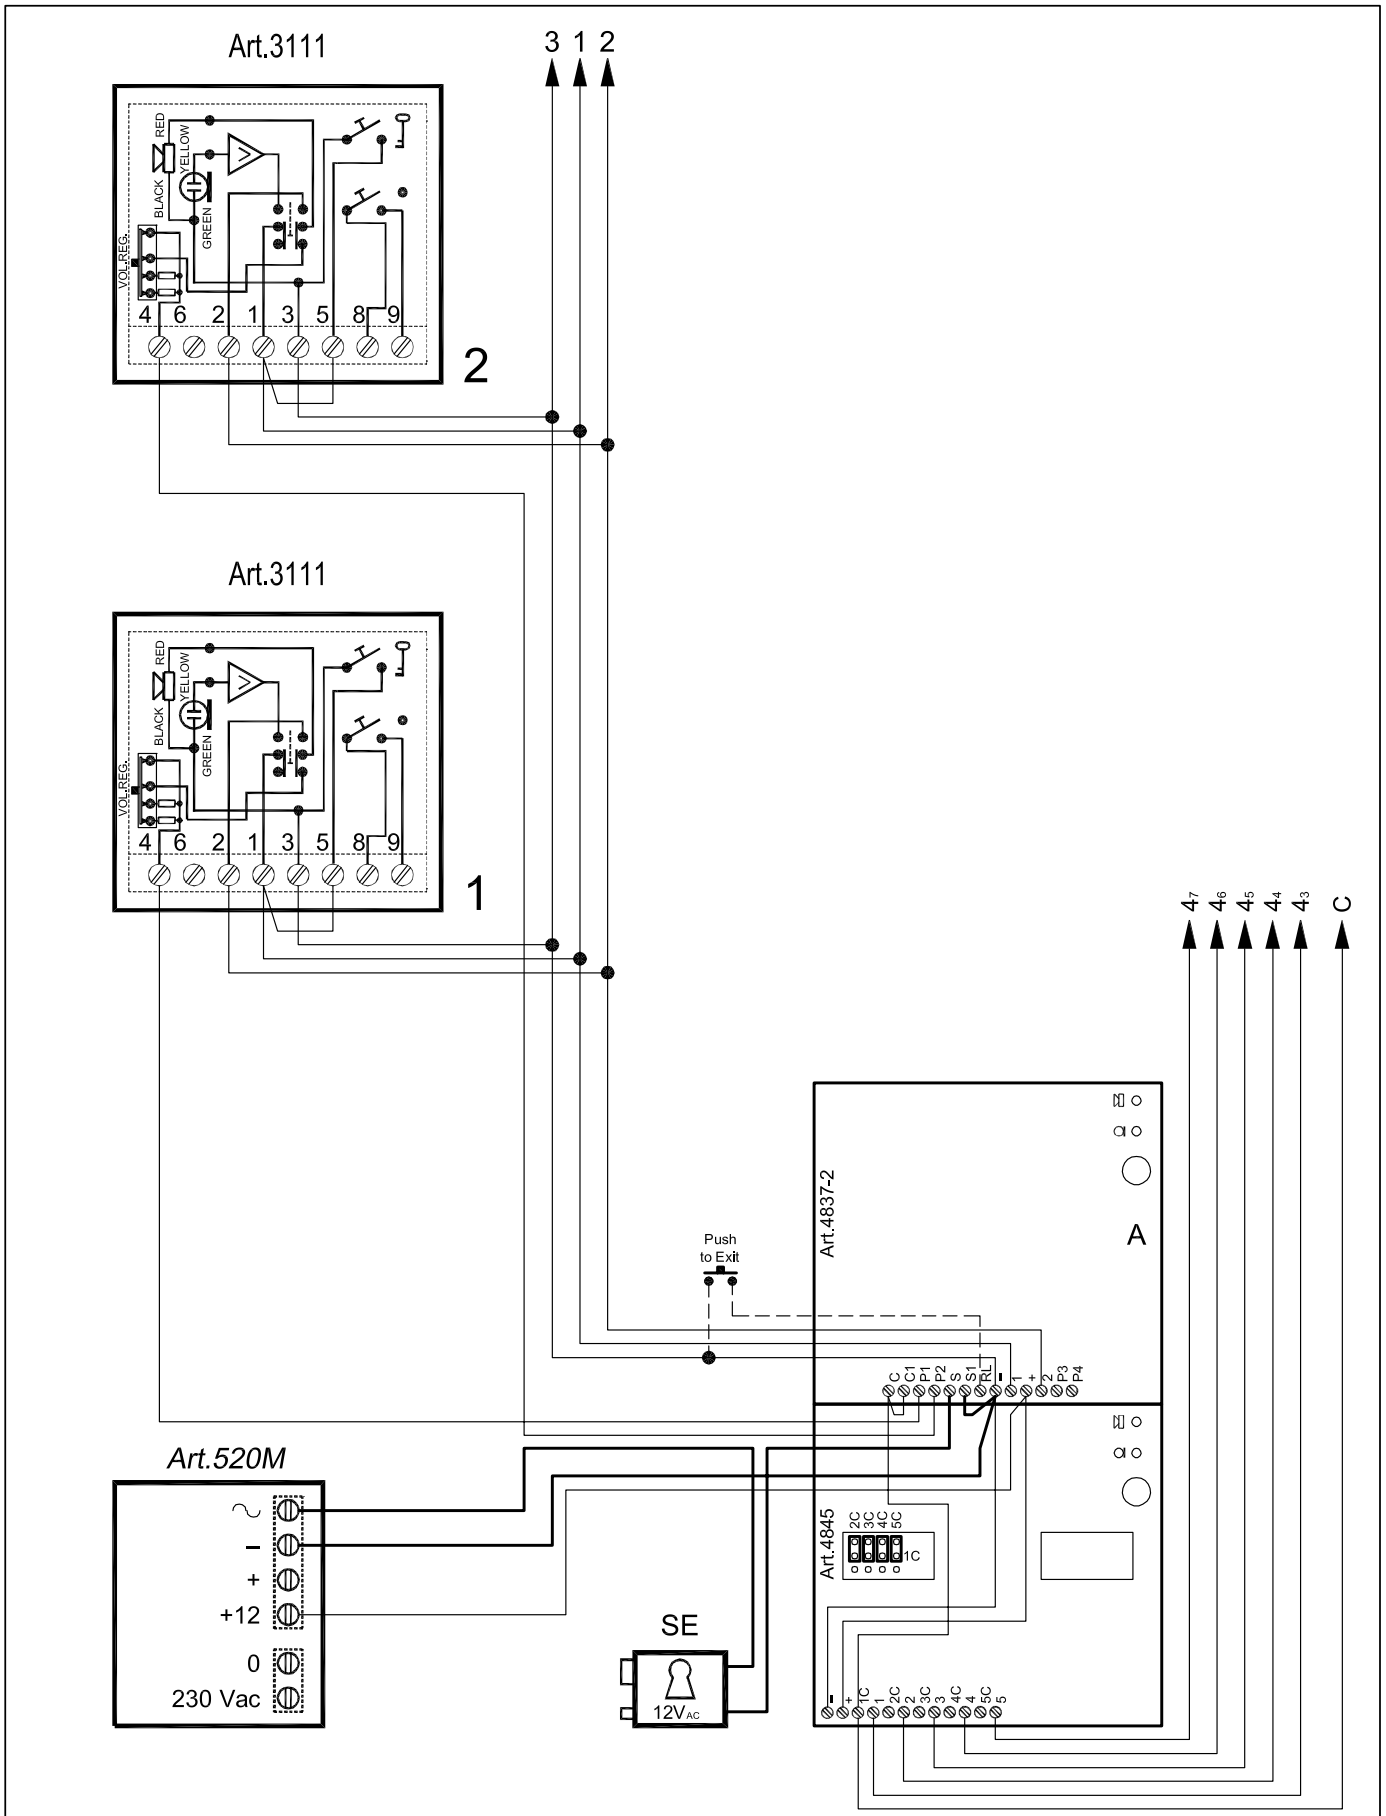 Art.3111
3 1 2
RED
YELLOW
BLACK
GREEN
VOL.REG.
4 6 2 1 3 5 8 9
2
Art.3111
RED
YELLOW
BLACK
GREEN
VOL.REG.
4 6 2 1 3 5 8 9
1
47 46 45 44 43 C
Art.4837-2
A
Push
to Exit
C C1 P1 P2 S S1 RL - 1 + 2 P3 P4
Art.520M
-
+
+12
0
230 Vac
SE
12VAC
Art.4845
2C 3C 4C 5C
1C
- + 1C 1 2C 2 3C 3 4C 4 5C 5